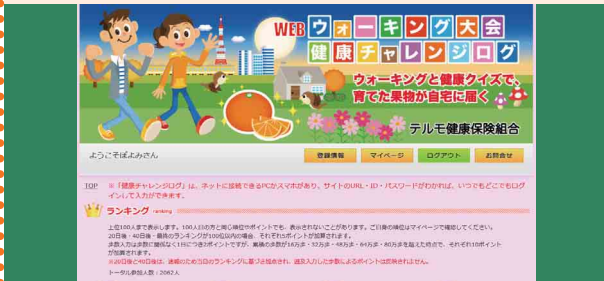 WEBウォーキング大会
健康チャレンジログ
ウォーキングと健康クイズで、
育てた果物が自宅に届く
テルモ健康保険組合
ようこそぽよみさん
登録情報 マイページ ログアウト お問合せ
TOP ※「健康チャレンジログ」は、ネットに接続できるPCかスマホがあり、サイトのURL・ID・パスワードがわかれば、いつでもどこでもログ
インして入力ができます。
ランキング ranking
上位100人まで表示します。100人目の方と同じ順位やポイントでも、表示されないことがあります。ご自身の順位はマイページで確認してください。
20日後・40日後・最終のランキングが100位以内の場合、それぞれ5ポイントが加算されます。
歩数入力は歩数に関係なく1日につき2ポイントですが、累積の歩数が16万歩・32万歩・48万歩・64万歩・80万歩を超えた時点で、それぞれ10ポイント
が加算されます。
※20日後と40日後は、速報のため当日のランキングに基づき加点され、過去入力した歩数によるポイントは反映されません。
トータル参加人数:2062人